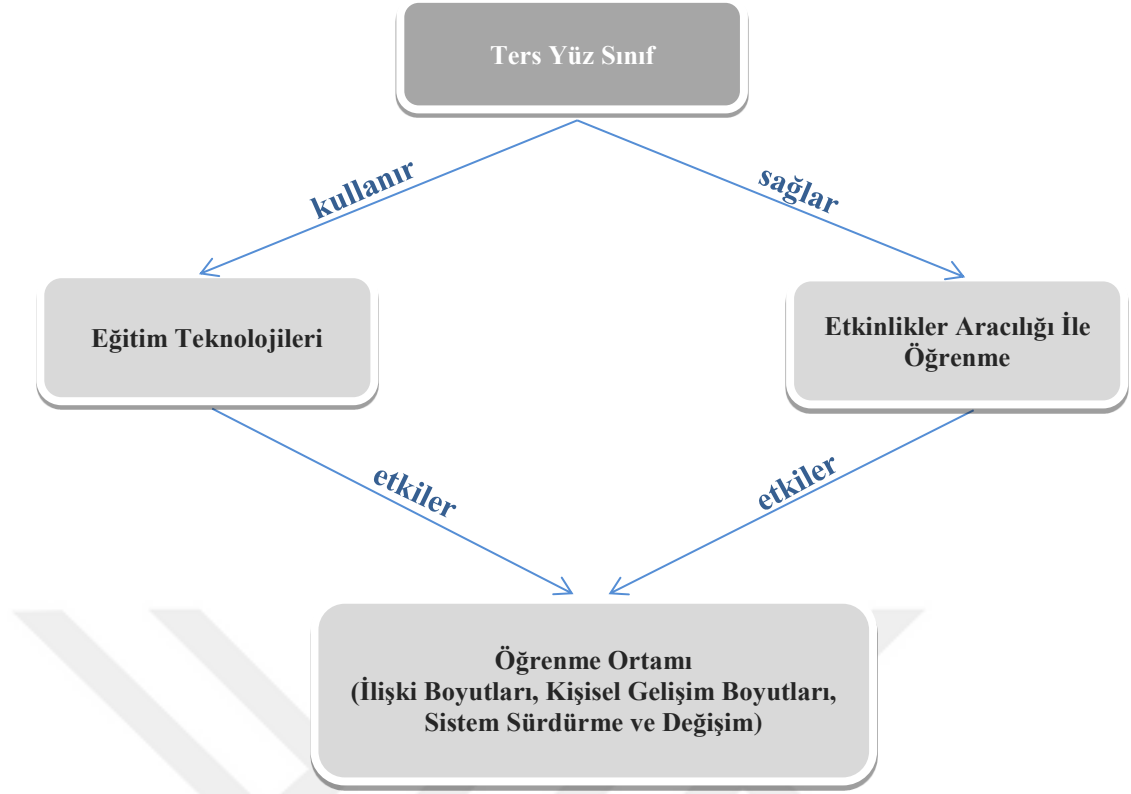 Ters Yüz Sınıf
kullanır
sağlar
Eğitim Teknolojileri
Etkinlikler Aracılığı İle
Öğrenme
etkiler
etkiler
Öğrenme Ortamı
(İlişki Boyutları, Kişisel Gelişim Boyutları,
Sistem Sürdürme ve Değişim)